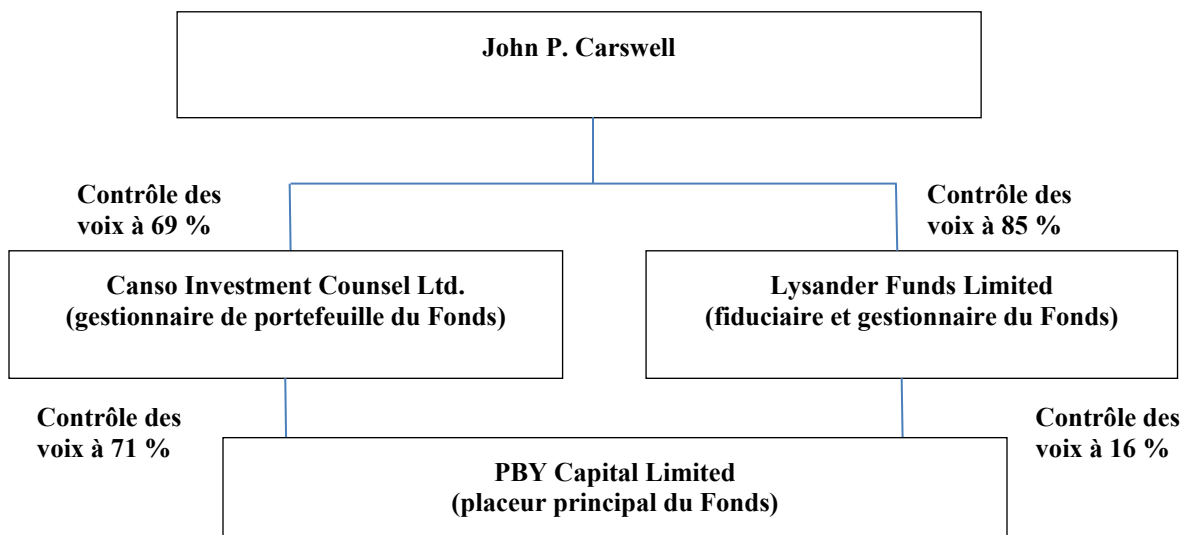 John P. Carswell
Contrôle des
voix à 69 %
Contrôle des
voix à 85 %
Canso Investment Counsel Ltd.
(gestionnaire de portefeuille du Fonds)
Lysander Funds Limited
(fiduciaire et gestionnaire du Fonds)
Contrôle des
voix à 71 %
Contrôle des
voix à 16 %
PBY Capital Limited
(placeur principal du Fonds)